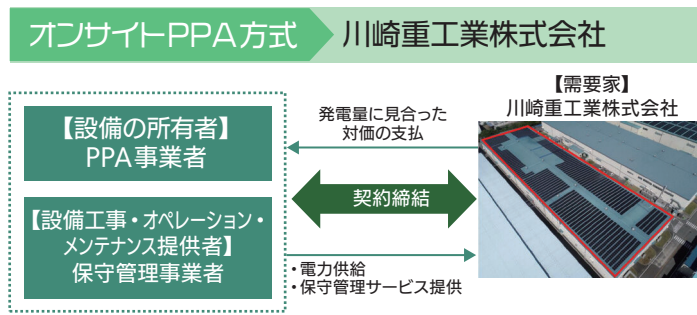 オンサイトPPA方式
川崎重工業株式会社
【設備の所有者】
PPA事業者
【設備工事・オペレーション・
メンテナンス提供者】
保守管理事業者
発電量に見合った
対価の支払
契約締結
・電力供給
・保守管理サービス提供
【需要家】
川崎重工業株式会社